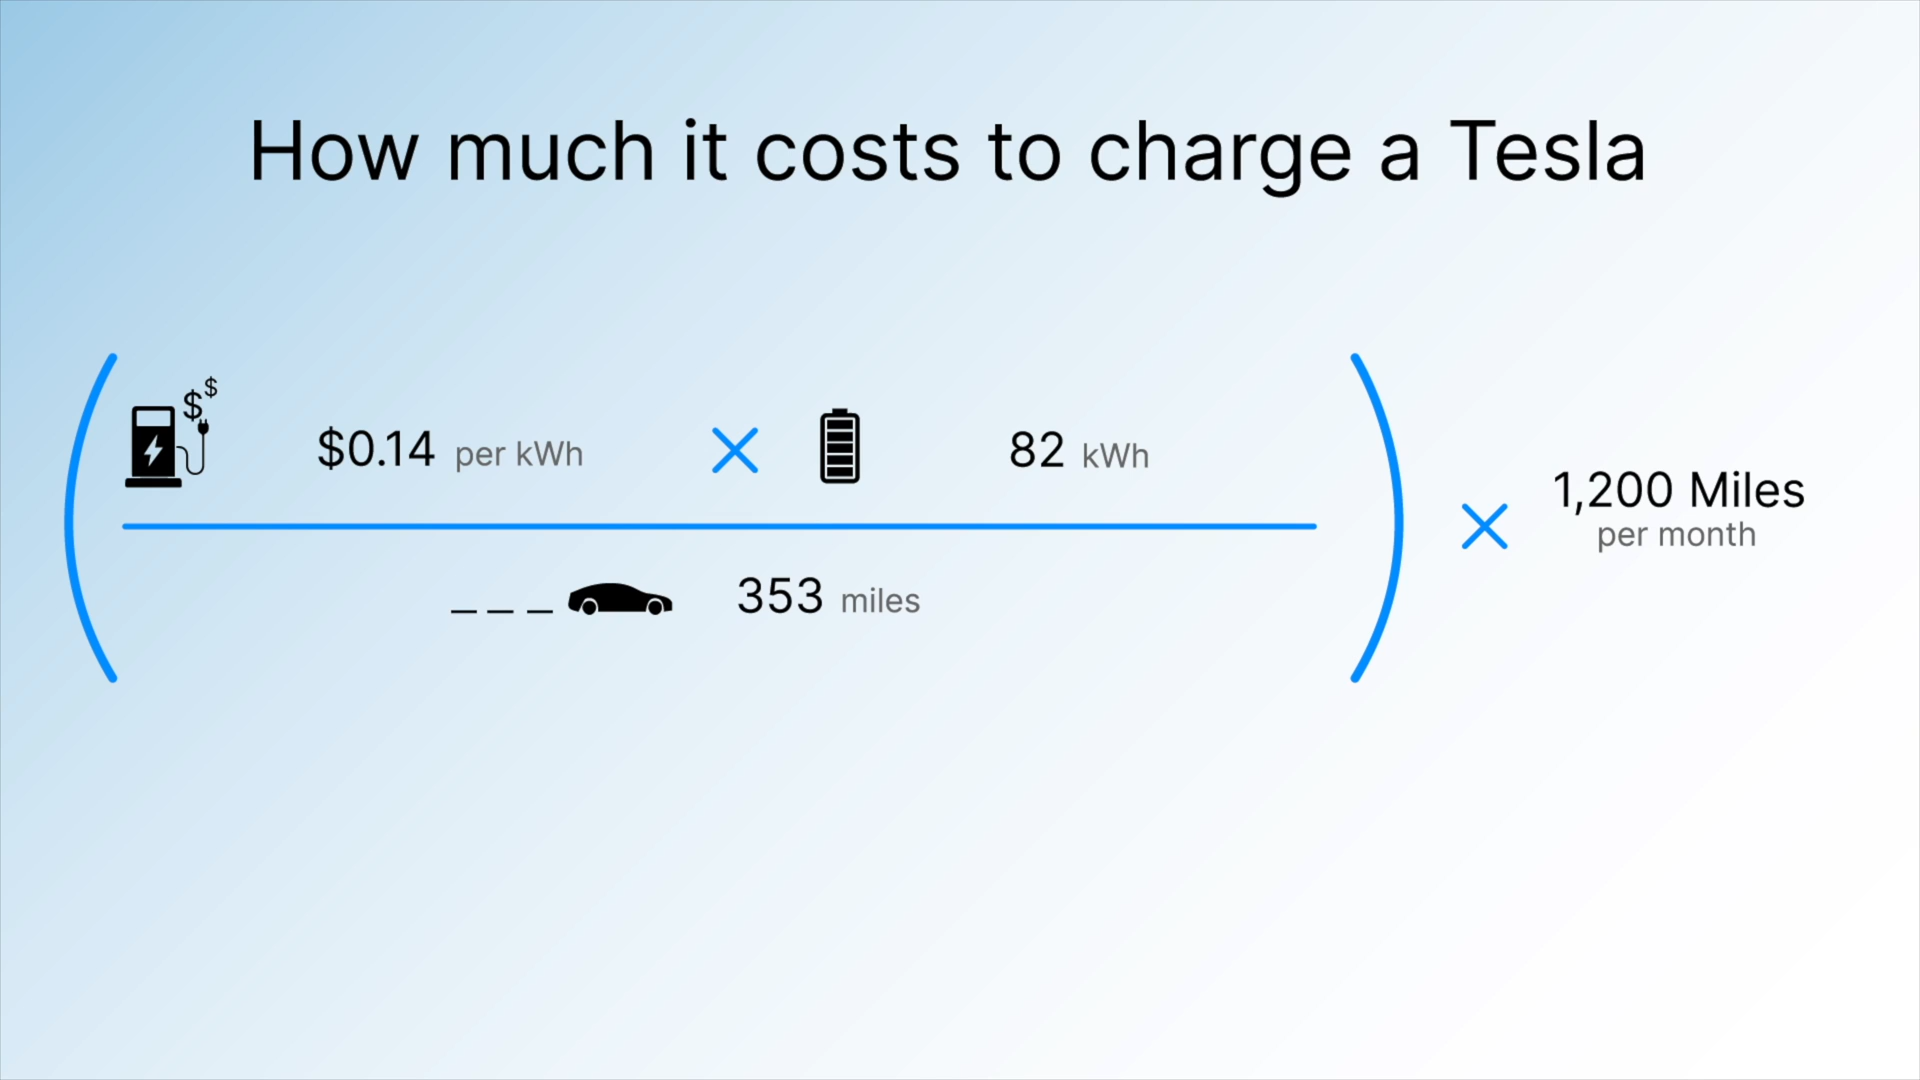 How much it costs to charge a Tesla
$ $
$0.14 per kWh × 82 kWh
353 miles
× 1,200 Miles
per month